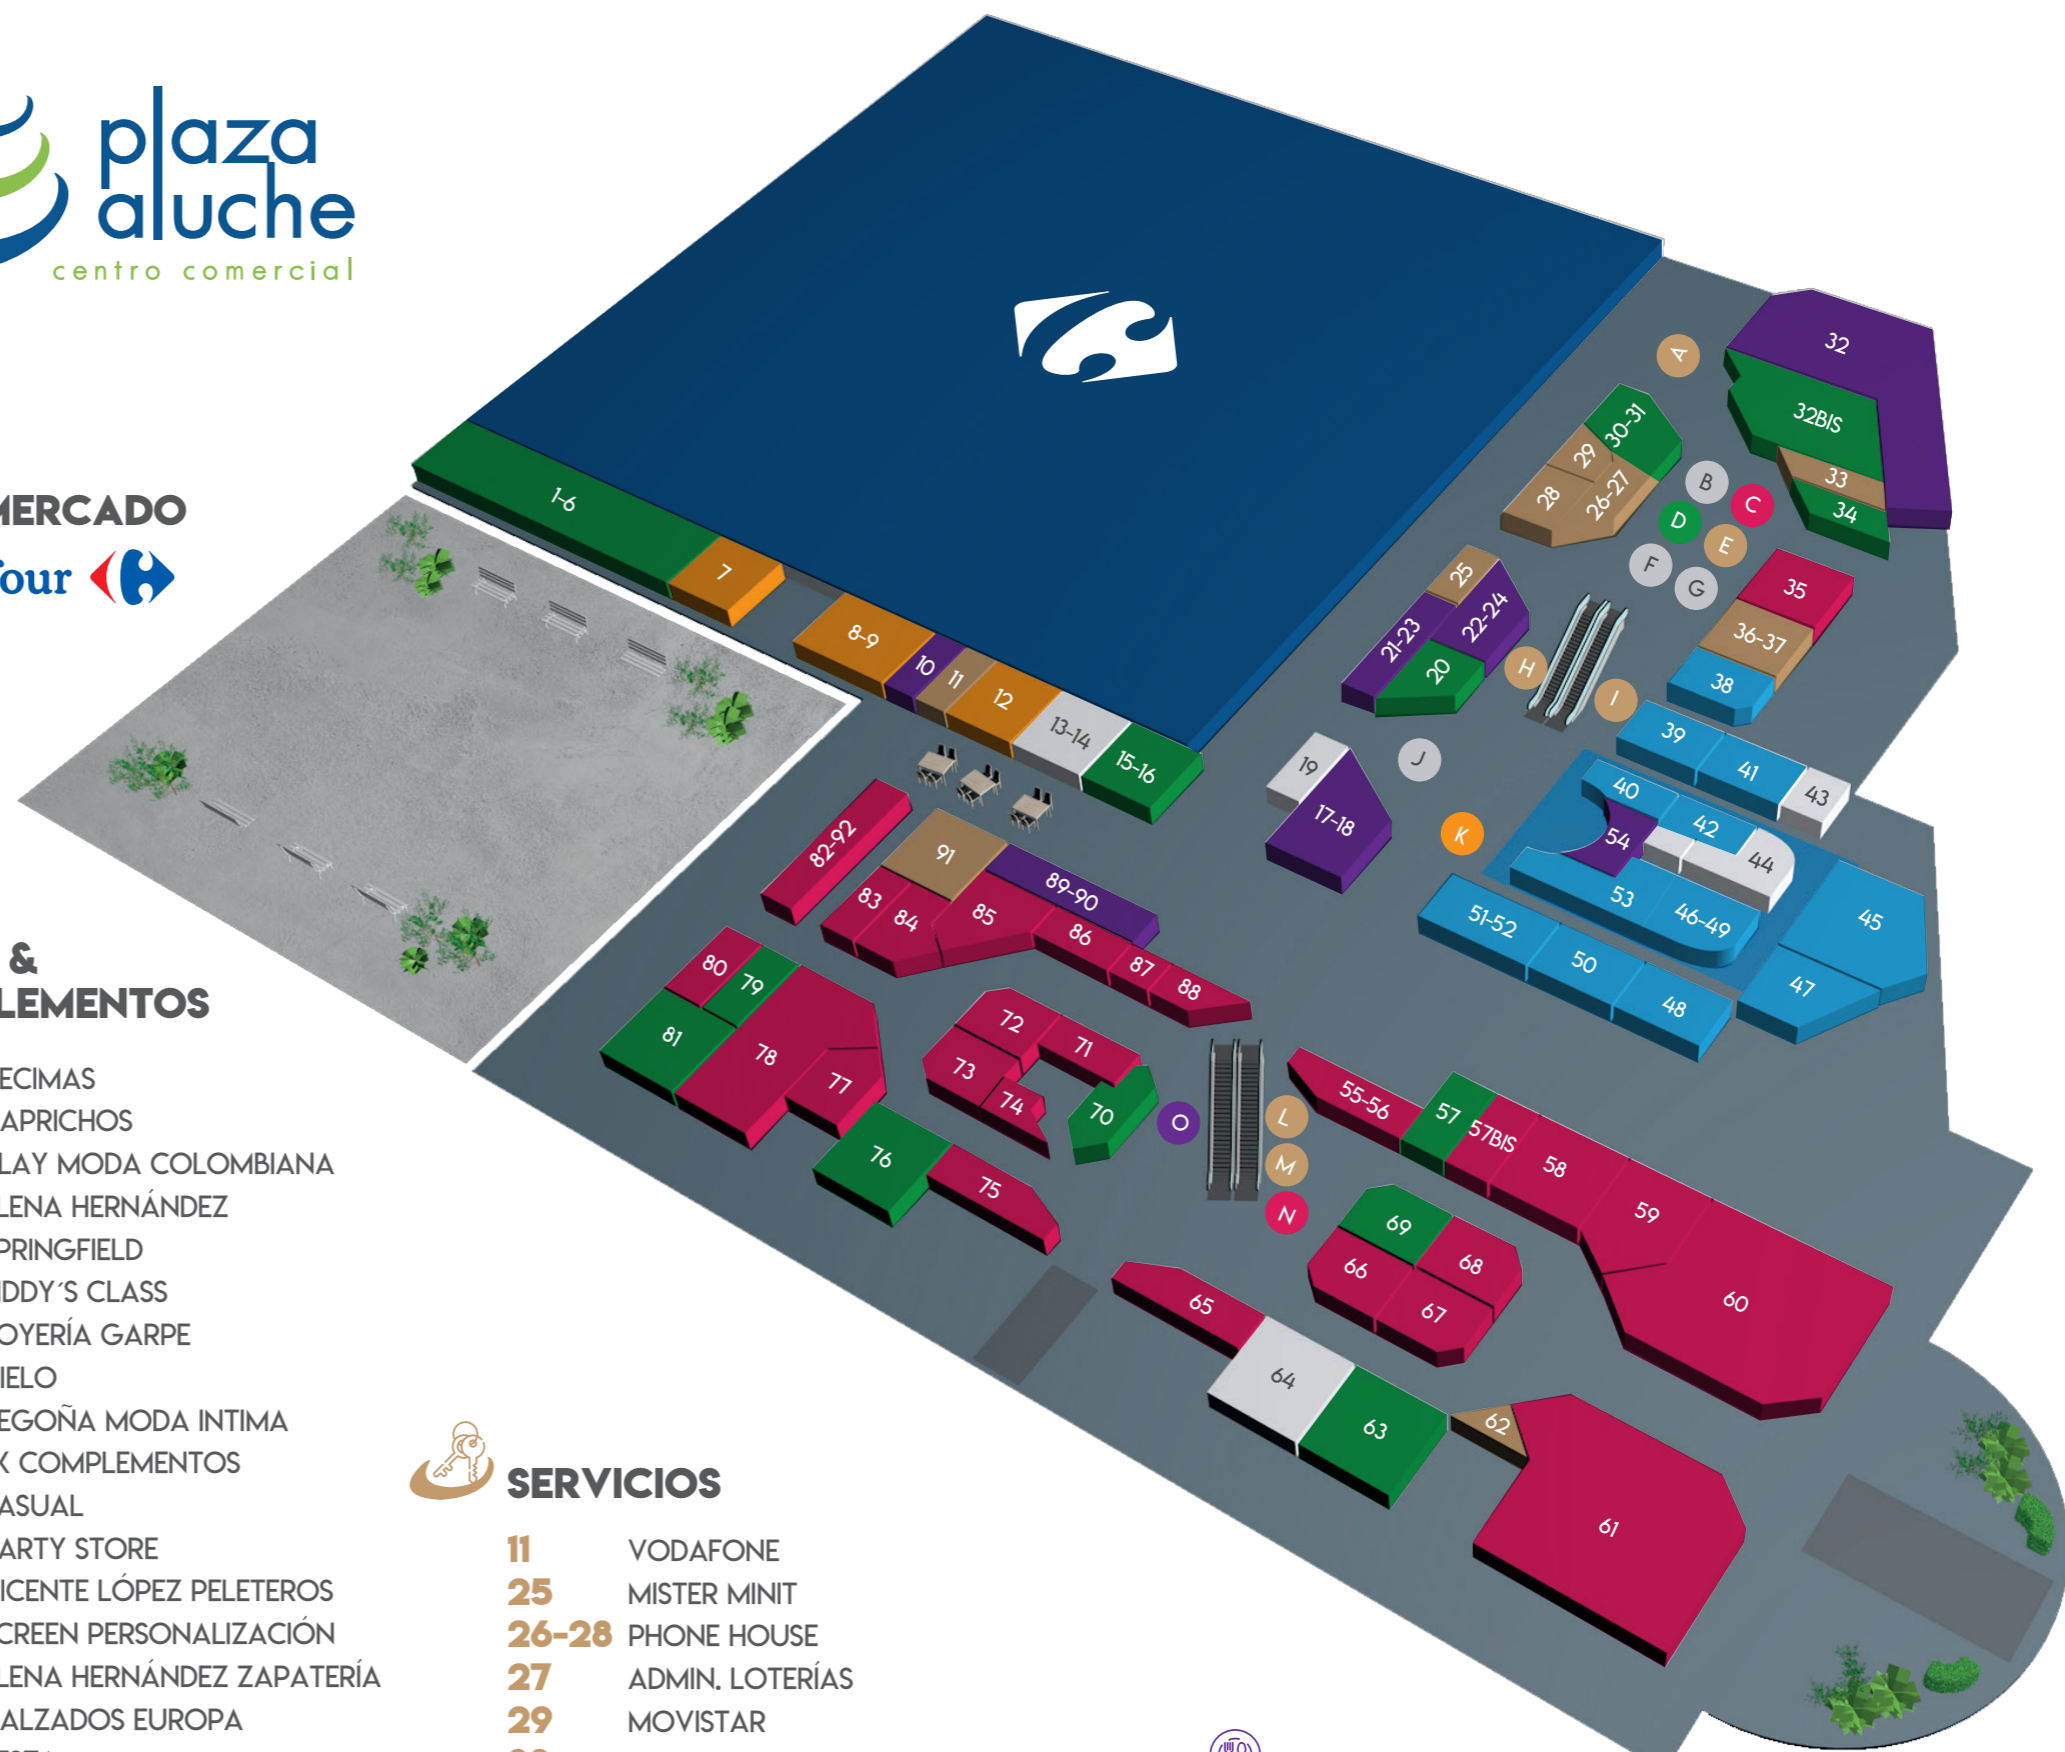 plaza
aluche
centro comercial
MERCADO
four
&
LEMENTOS
ECIMAS
APRICHOS
LAY MODA COLOMBIANA
LENA HERNÁNDEZ
PRINGFIELD
IDDY´S CLASS
OYERÍA GARPE
IELO
EGOÑA MODA INTIMA
X COMPLEMENTOS
ASUAL
ARTY STORE
ICENTE LÓPEZ PELETEROS
CREEN PERSONALIZACIÓN
LENA HERNÁNDEZ ZAPATERÍA
ALZADOS EUROPA
SERVICIOS
11 VODAFONE
25 MISTER MINIT
26-28 PHONE HOUSE
27 ADMIN. LOTERÍAS
29 MOVISTAR
1-6
7
8-9
10
11
12
13-14
15-16
32
32BIS
33
34
30-31
29
28
26-27
25
22-24
21-23
20
19
17-18
35
36-37
38
39
41
43
40
42
44
54
53
46-49
45
47
51-52
50
48
A
B
C
D
E
F
G
H
I
J
K
82-92
91
89-90
83
84
85
86
87
88
80
79
81
78
77
76
75
72
71
73
74
70
O
L
M
N
55-56
57
57BIS
58
59
60
69
68
66
67
65
64
63
62
61